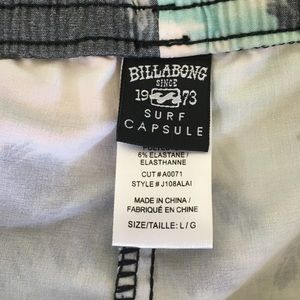 BILLABONG
SINCE
19 73
SURF
CAPSULE
6% ELASTANE /
ELASTHANNE
CUT # A0071
STYLE # J108ALAI
MADE IN CHINA /
FABRIQUÉ EN CHINE
SIZE/TAILLE: L / G